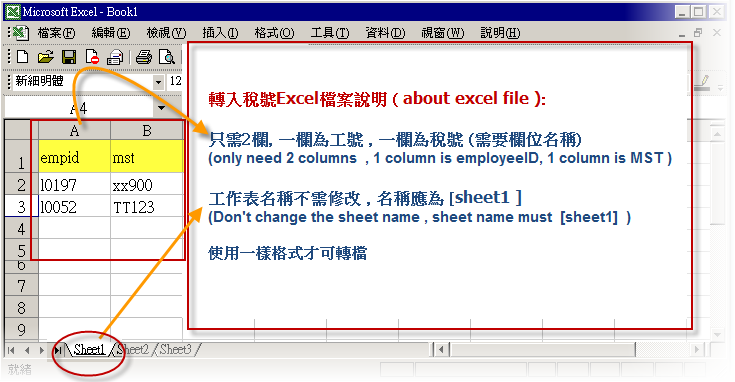 Microsoft Excel - Book1
檔案(F) 編輯(E) 檢視(V) 插入(I) 格式(O) 工具(T) 資料(D) 視窗(W) 說明(H)
新細明體 12
A4
A B
1 empid mst
2 l0197 xx900
3 l0052 TT123
4
5
6
7
8
9
轉入稅號Excel檔案說明 ( about excel file ):
只需2欄, 一欄為工號 , 一欄為稅號 (需要欄位名稱)
(only need 2 columns , 1 column is employeeID, 1 column is MST )
工作表名稱不需修改 , 名稱應為 [sheet1 ]
(Don't change the sheet name , sheet name must [sheet1] )
使用一樣格式才可轉檔
Sheet1 Sheet2 Sheet3
就緒